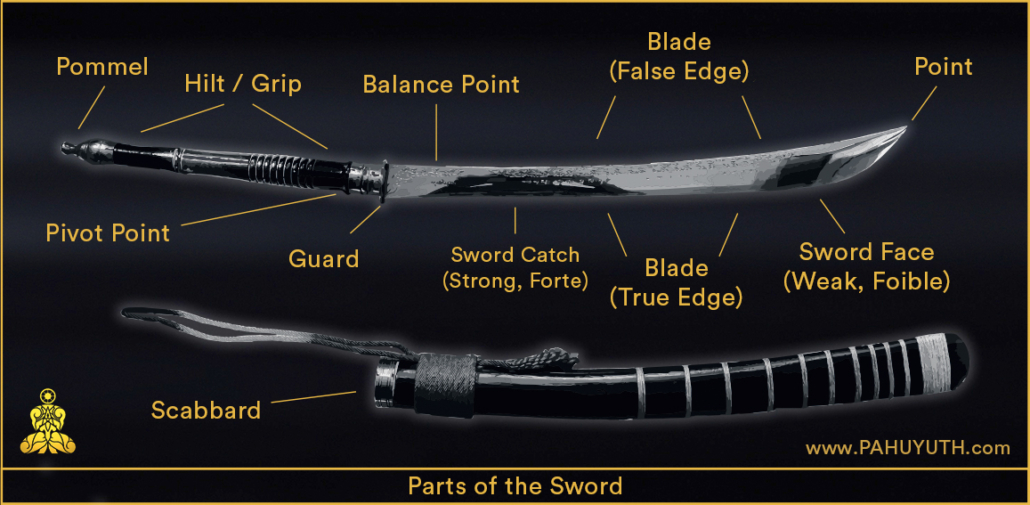 Pommel
Hilt / Grip
Balance Point
Blade
(False Edge)
Point
Pivot Point
Guard
Sword Catch
(Strong, Forte)
Blade
(True Edge)
Sword Face
(Weak, Foible)
Scabbard
www.PAHUYUTH.com
Parts of the Sword